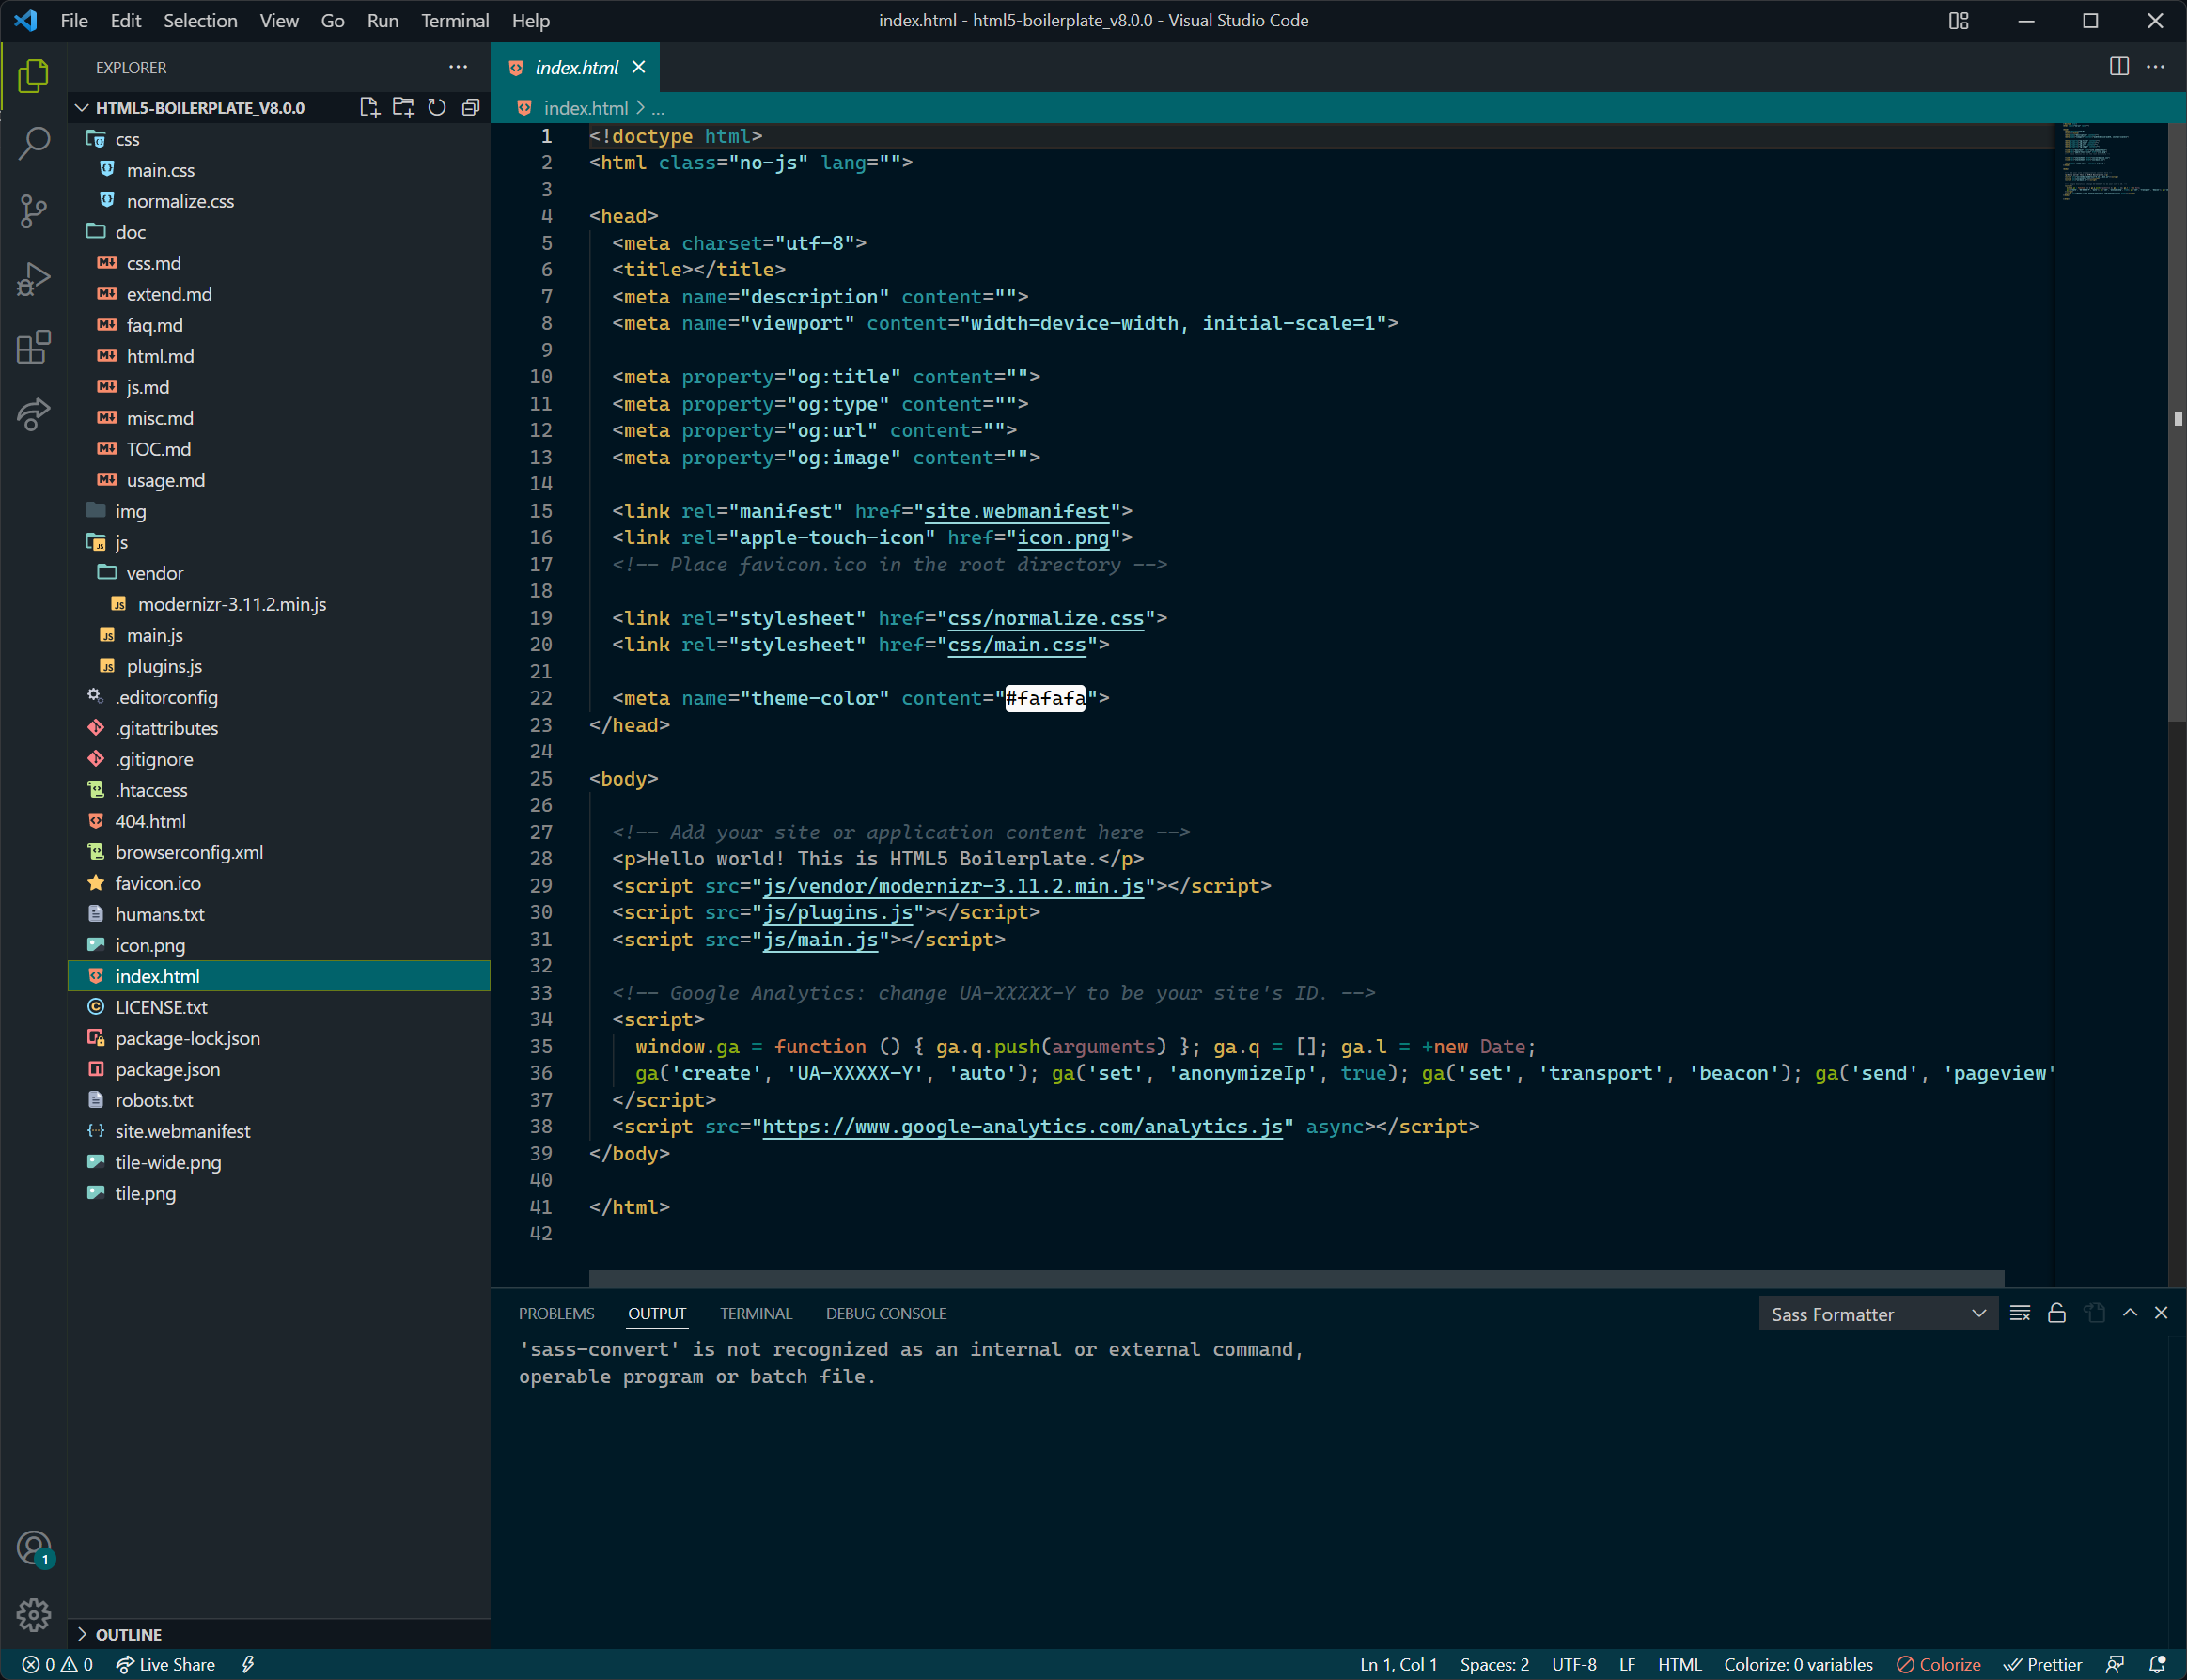 File Edit Selection View Go Run Terminal Help
index.html - html5-boilerplate_v8.0.0 - Visual Studio Code
EXPLORER
HTML5-BOILERPLATE_V8.0.0
css
main.css
normalize.css
doc
css.md
extend.md
faq.md
html.md
js.md
misc.md
TOC.md
usage.md
img
js
vendor
modernizr-3.11.2.min.js
main.js
plugins.js
.editorconfig
.gitattributes
.gitignore
.htaccess
404.html
browserconfig.xml
favicon.ico
humans.txt
icon.png
index.html
LICENSE.txt
package-lock.json
package.json
robots.txt
site.webmanifest
tile-wide.png
tile.png
OUTLINE
index.html
index.html > ...
1 <!doctype html>
2 <html class="no-js" lang="">
3
4 <head>
5 <meta charset="utf-8">
6 <title></title>
7 <meta name="description" content="">
8 <meta name="viewport" content="width=device-width, initial-scale=1">
9
10 <meta property="og:title" content="">
11 <meta property="og:type" content="">
12 <meta property="og:url" content="">
13 <meta property="og:image" content="">
14
15 <link rel="manifest" href="site.webmanifest">
16 <link rel="apple-touch-icon" href="icon.png">
17 <!-- Place favicon.ico in the root directory -->
18
19 <link rel="stylesheet" href="css/normalize.css">
20 <link rel="stylesheet" href="css/main.css">
21
22 <meta name="theme-color" content="#fafafa">
23 </head>
24
25 <body>
26
27 <!-- Add your site or application content here -->
28 <p>Hello world! This is HTML5 Boilerplate.</p>
29 <script src="js/vendor/modernizr-3.11.2.min.js"></script>
30 <script src="js/plugins.js"></script>
31 <script src="js/main.js"></script>
32
33 <!-- Google Analytics: change UA-XXXXX-Y to be your site's ID. -->
34 <script>
35 window.ga = function () { ga.q.push(arguments) }; ga.q = []; ga.l = +new Date;
36 ga('create', 'UA-XXXXX-Y', 'auto'); ga('set', 'anonymizeIp', true); ga('set', 'transport', 'beacon'); ga('send', 'pageview'
37 </script>
38 <script src="https://www.google-analytics.com/analytics.js" async></script>
39 </body>
40
41 </html>
42
PROBLEMS OUTPUT TERMINAL DEBUG CONSOLE
Sass Formatter
'sass-convert' is not recognized as an internal or external command,
operable program or batch file.
1
0 0 Live Share
Ln 1, Col 1 Spaces: 2 UTF-8 LF HTML Colorize: 0 variables Colorize Prettier